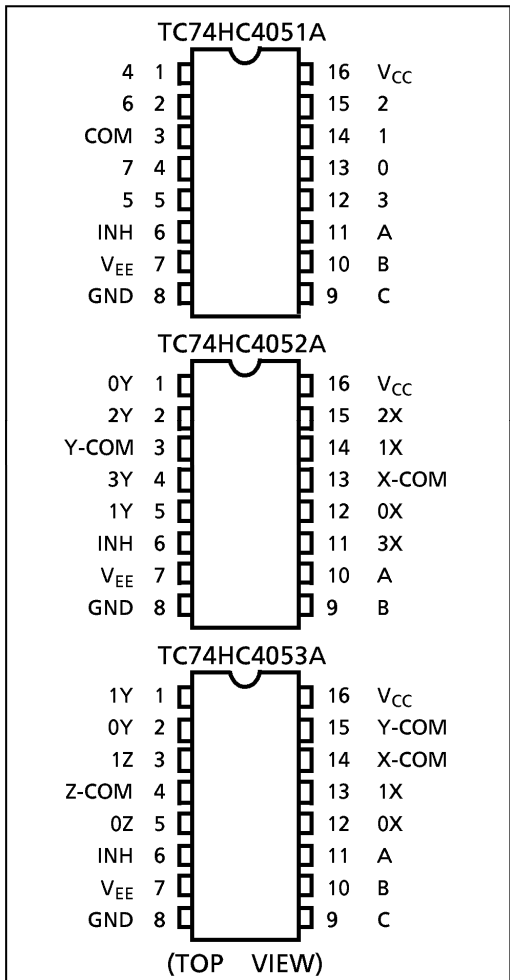 TC74HC4051A
4 1 16 VCC
6 2 15 2
COM 3 14 1
7 4 13 0
5 5 12 3
INH 6 11 A
VEE 7 10 B
GND 8 9 C
TC74HC4052A
0Y 1 16 VCC
2Y 2 15 2X
Y-COM 3 14 1X
3Y 4 13 X-COM
1Y 5 12 0X
INH 6 11 3X
VEE 7 10 A
GND 8 9 B
TC74HC4053A
1Y 1 16 VCC
0Y 2 15 Y-COM
1Z 3 14 X-COM
Z-COM 4 13 1X
0Z 5 12 0X
INH 6 11 A
VEE 7 10 B
GND 8 9 C
(TOP VIEW)